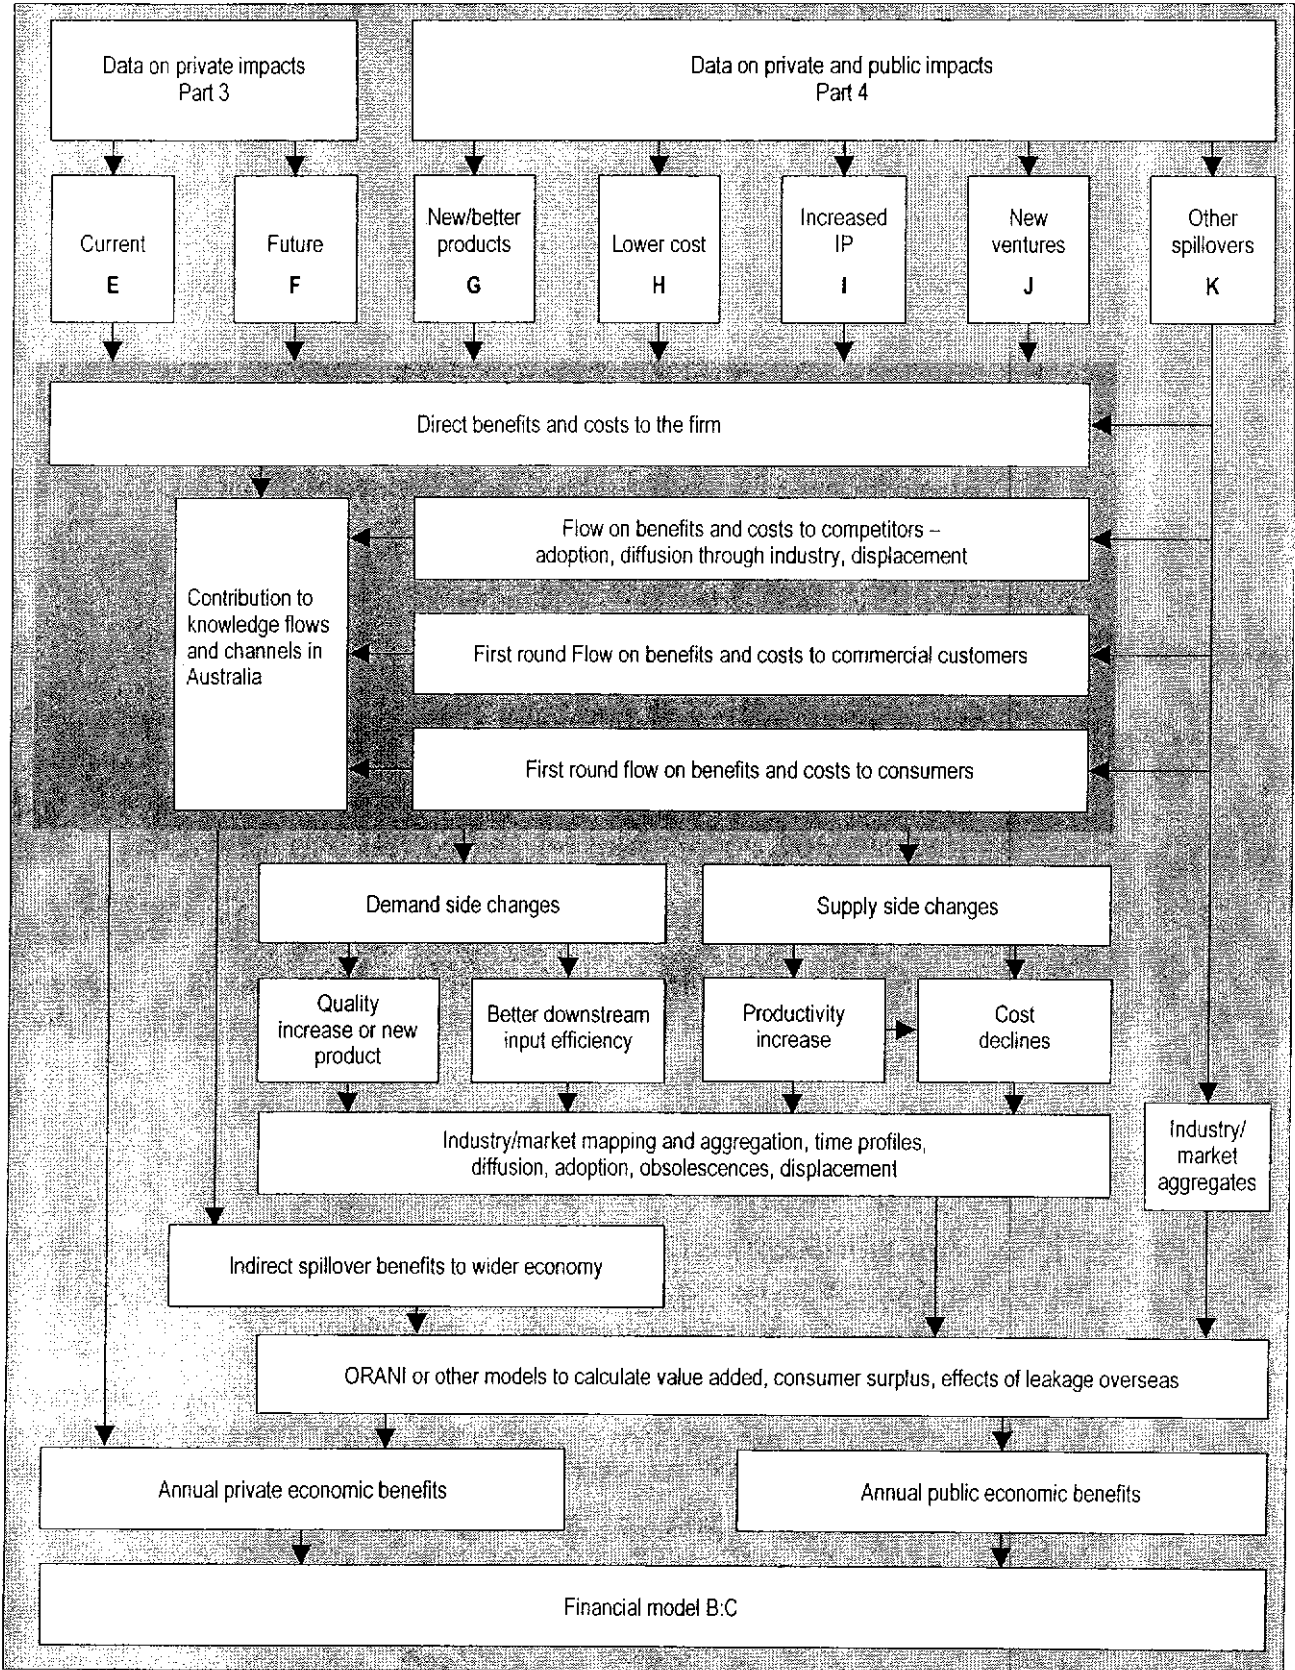 Data on private impacts
Part 3
Data on private and public impacts
Part 4
Current
E
Future
F
New/better
products
G
Lower cost
H
Increased
IP
I
New
ventures
J
Other
spillovers
K
Direct benefits and costs to the firm
Flow on benefits and costs to competitors –
adoption, diffusion through industry, displacement
Contribution to
knowledge flows
and channels in
Australia
First round Flow on benefits and costs to commercial customers
First round flow on benefits and costs to consumers
Demand side changes
Supply side changes
Quality
increase or new
product
Better downstream
input efficiency
Productivity
increase
Cost
declines
Industry/market mapping and aggregation, time profiles,
diffusion, adoption, obsolescences, displacement
Industry/
market
aggregates
Indirect spillover benefits to wider economy
ORANI or other models to calculate value added, consumer surplus, effects of leakage overseas
Annual private economic benefits
Annual public economic benefits
Financial model B:C